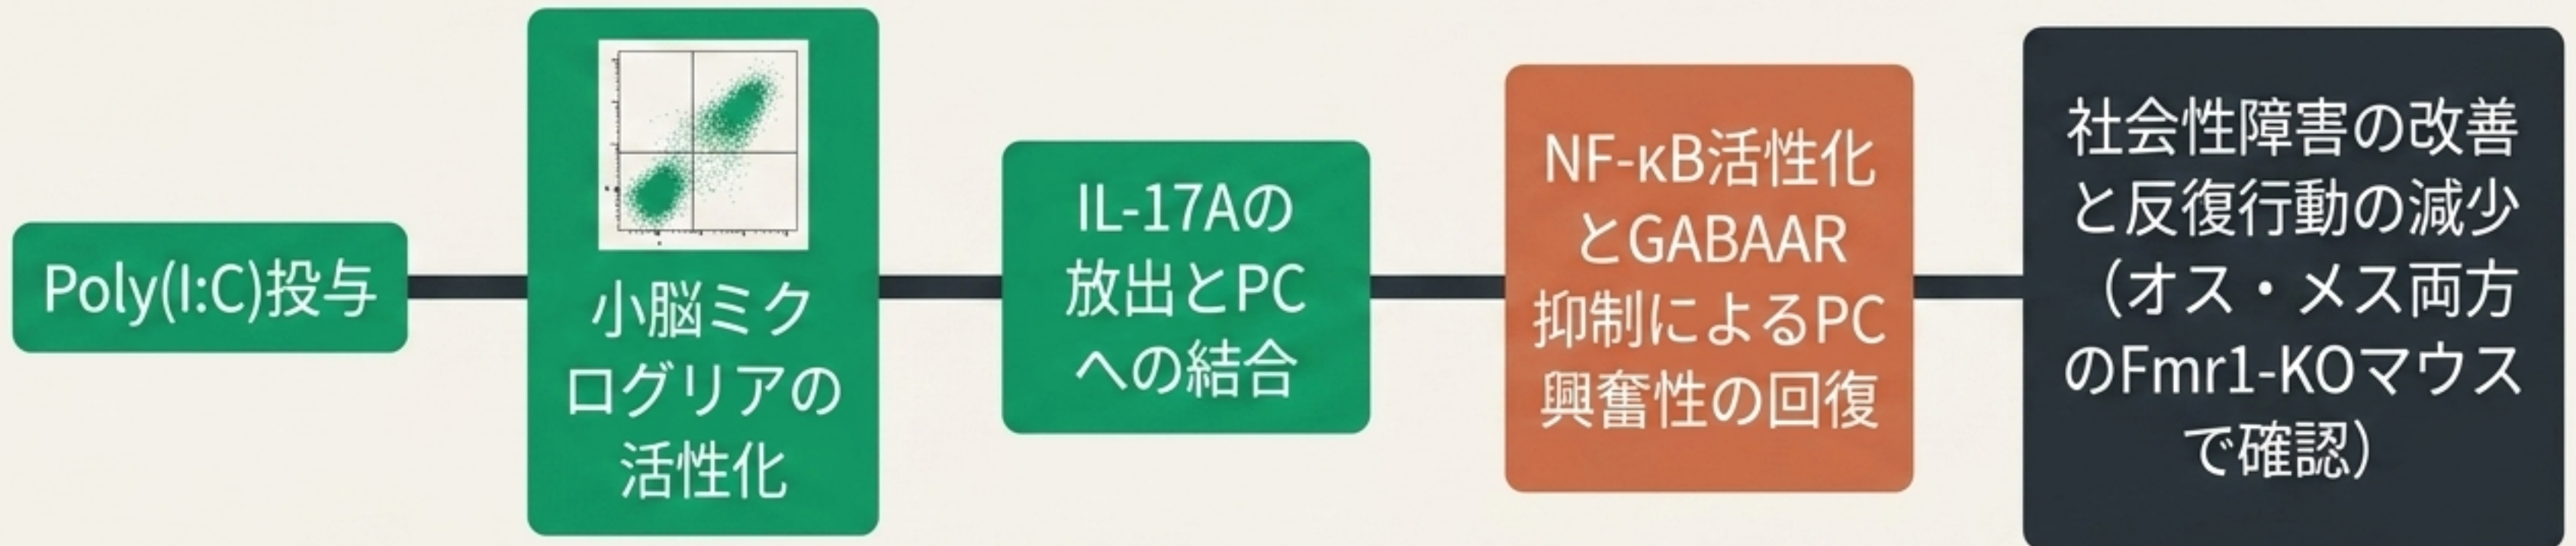 Poly(I:C)投与
小脳ミク
ログリアの
活性化
IL-17Aの
放出とPC
への結合
NF-κB活性化
とGABAAR
抑制によるPC
興奮性の回復
社会性障害の改善
と反復行動の減少
（オス・メス両方
のFmr1-KOマウス
で確認）